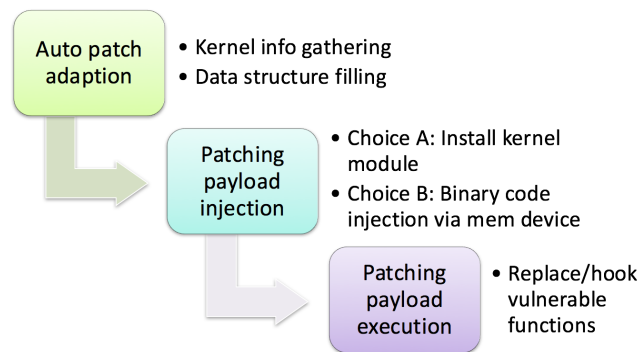 Auto patch
adaption
• Kernel info gathering
• Data structure filling
Patching
payload
injection
• Choice A: Install kernel
module
• Choice B: Binary code
injection via mem device
Patching
payload
execution
• Replace/hook
vulnerable
functions